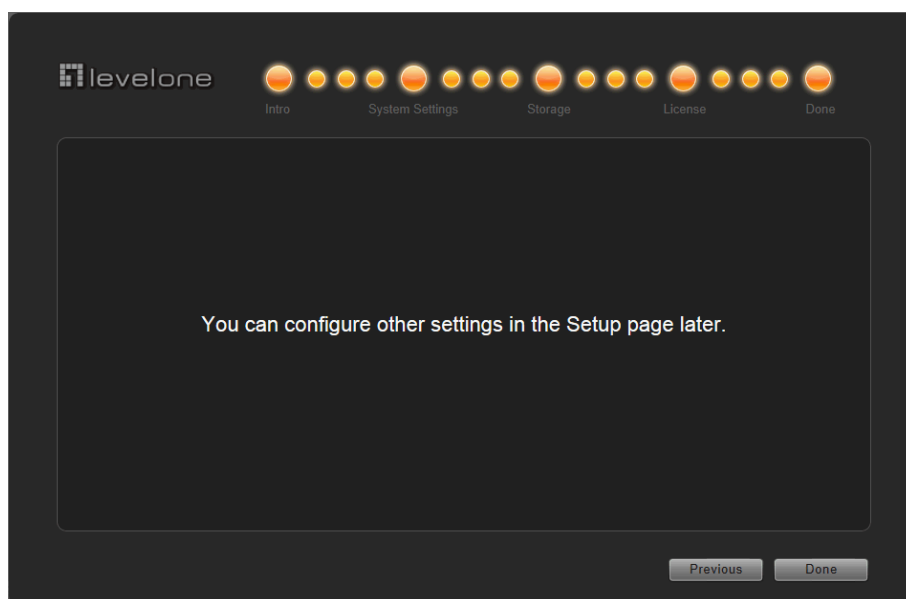 levelone
Intro
System Settings
Storage
License
Done
You can configure other settings in the Setup page later.
Previous
Done